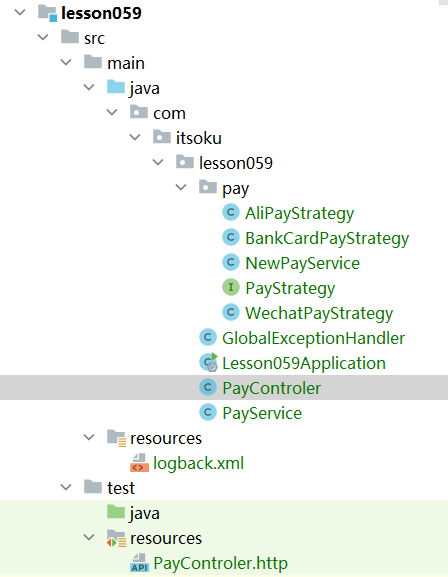 lesson059
src
main
java
com
itsoku
lesson059
pay
AliPayStrategy
BankCardPayStrategy
NewPayService
PayStrategy
WechatPayStrategy
GlobalExceptionHandler
Lesson059Application
PayControler
PayService
resources
logback.xml
test
java
resources
PayControler.http